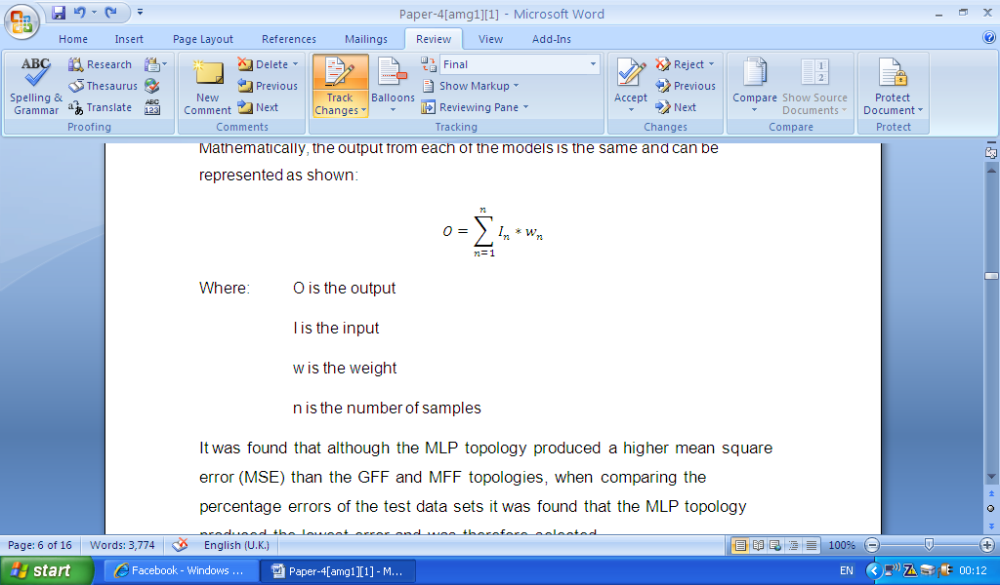 Paper-4[amg1][1] - Microsoft Word
Home Insert Page Layout References Mailings Review View Add-Ins
ABC
Spelling & Grammar
Research
Thesaurus
Translate
ABC
123
Proofing
New Comment
Delete
Previous
Next
Comments
Track Changes
Balloons
Final
Show Markup
Reviewing Pane
Tracking
Accept
Reject
Previous
Next
Changes
Compare
Show Source Documents
1
2
Compare
Protect Document
Protect
Mathematically, the output from each of the models is the same and can be
represented as shown:
n
O = ∑ Iₙ * wₙ
n=1
Where: O is the output
I is the input
w is the weight
n is the number of samples
It was found that although the MLP topology produced a higher mean square
error (MSE) than the GFF and MFF topologies, when comparing the
percentage errors of the test data sets it was found that the MLP topology
produced the lowest error and was therefore selected
Page: 6 of 16 Words: 3,774 English (U.K.) 100%
start Facebook - Windows ... Paper-4[amg1][1] - M... EN 00:12